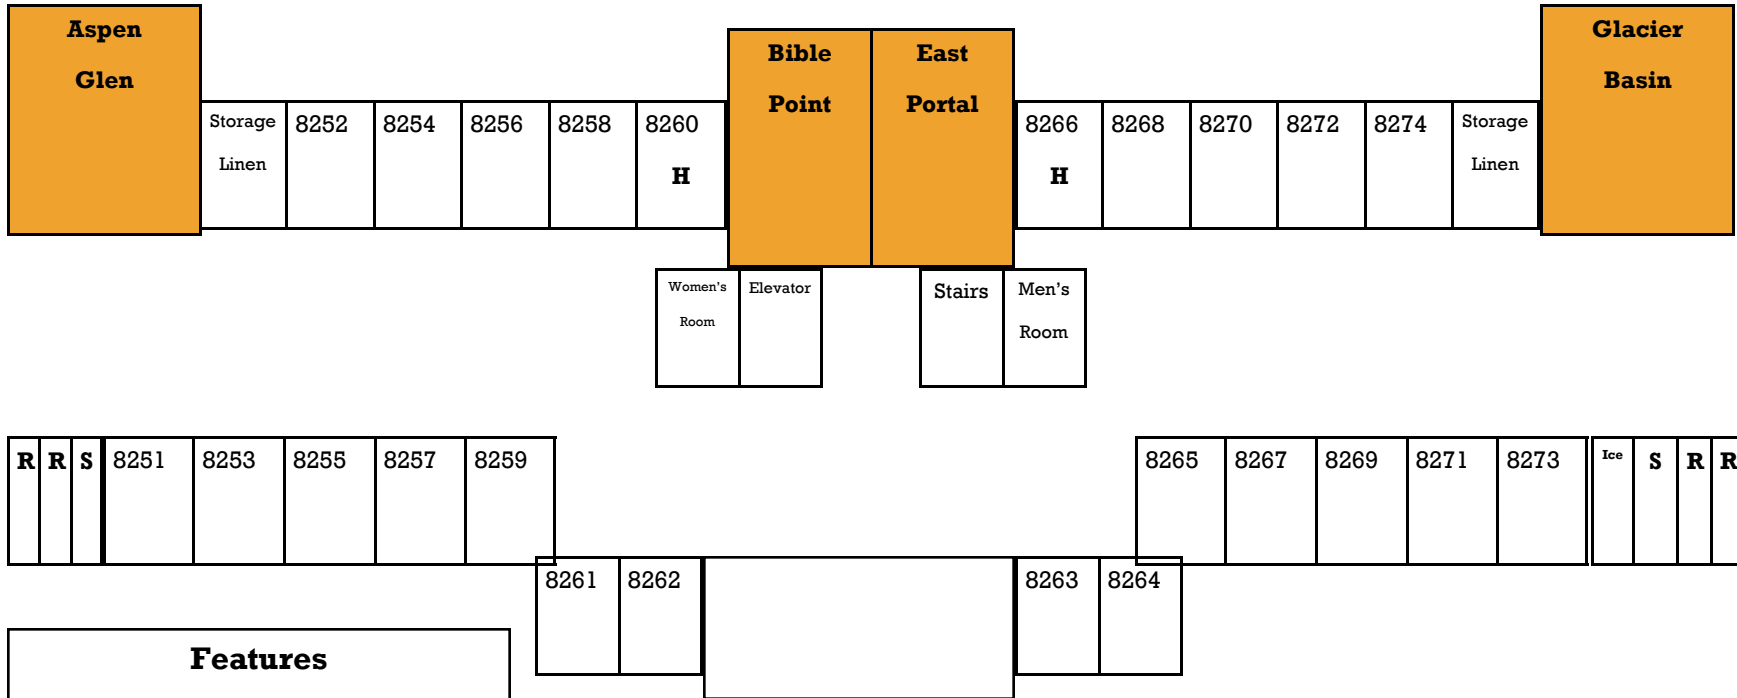 Aspen
Glen
Storage
Linen
8252
8254
8256
8258
8260
H
Bible
Point
East
Portal
8266
H
8268
8270
8272
8274
Storage
Linen
Glacier
Basin
Women's
Room
Elevator
Stairs
Men's
Room
R
R
S
8251
8253
8255
8257
8259
8265
8267
8269
8271
8273
Ice
S
R
R
8261
8262
8263
8264
Features